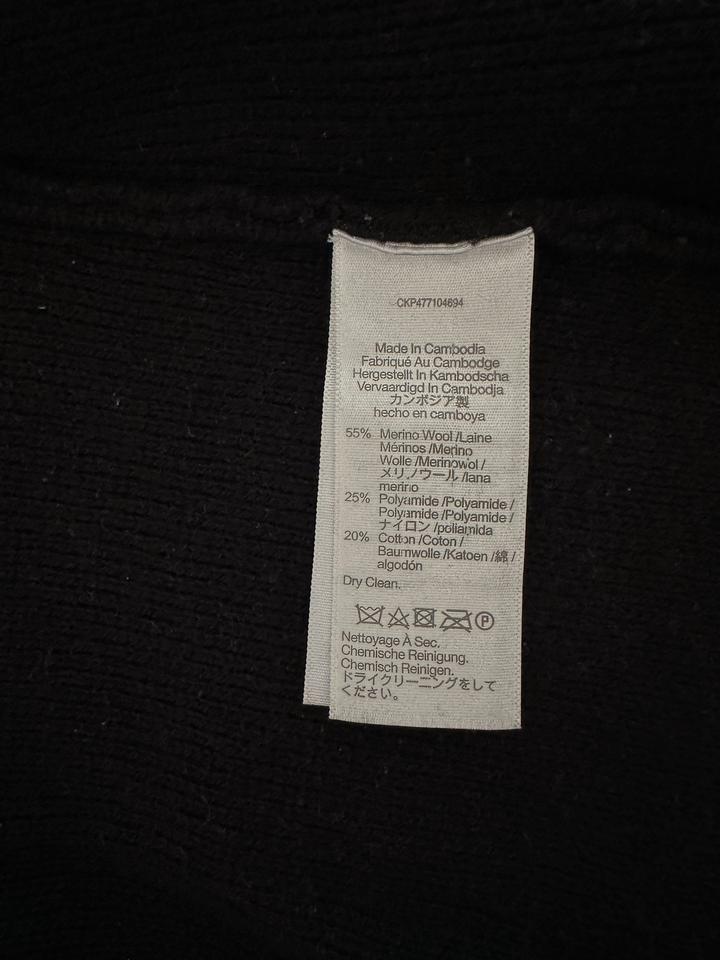 CKP477104694
Made In Cambodia
Fabriqué Au Cambodge
Hergestellt In Kambodscha
Vervaardigd In Cambodja
カンボジア製
hecho en camboya
55% Merino Wool /Laine
Mérinos /Merino
Wolle /Merinowol /
メリノウール /lana
merino
25% Polyamide /Polyamide /
Polyamide /Polyamide /
ナイロン /poliamida
20% Cotton /Coton /
Baumwolle /Katoen /綿 /
algodón
Dry Clean.
P
Nettoyage À Sec.
Chemische Reinigung.
Chemisch Reinigen.
ドライクリーニングをして
ください。